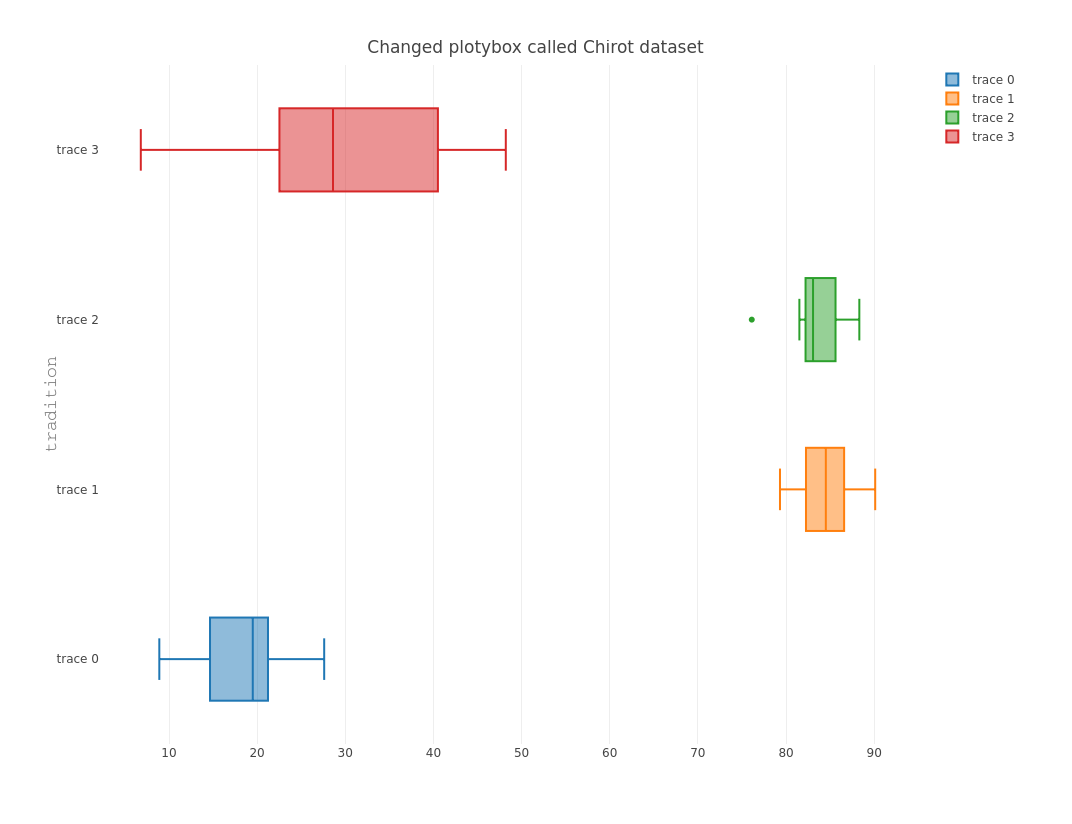 Changed plotybox called Chirot dataset
trace 0
trace 1
trace 2
trace 3
trace 3
trace 2
trace 1
trace 0
tradition
10 20 30 40 50 60 70 80 90